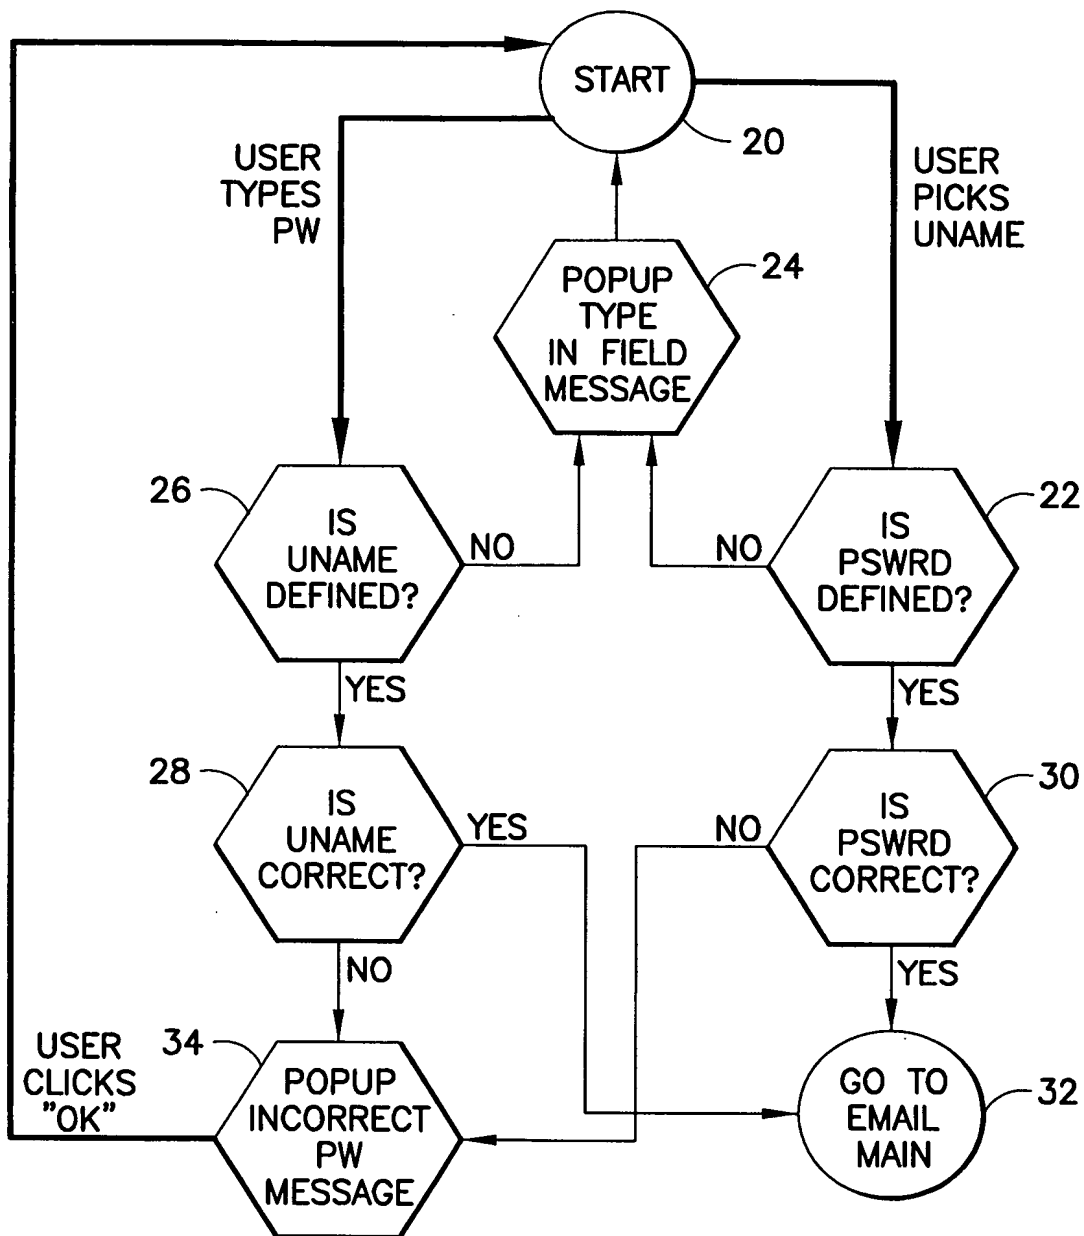 START
20
USER
TYPES
PW
USER
PICKS
UNAME
POPUP
TYPE
IN FIELD
MESSAGE
24
26
IS
UNAME
DEFINED?
NO
NO
IS
PSWRD
DEFINED?
22
YES
YES
28
IS
UNAME
CORRECT?
YES
NO
IS
PSWRD
CORRECT?
30
NO
YES
USER
CLICKS
"OK"
34
POPUP
INCORRECT
PW
MESSAGE
GO TO
EMAIL
MAIN
32